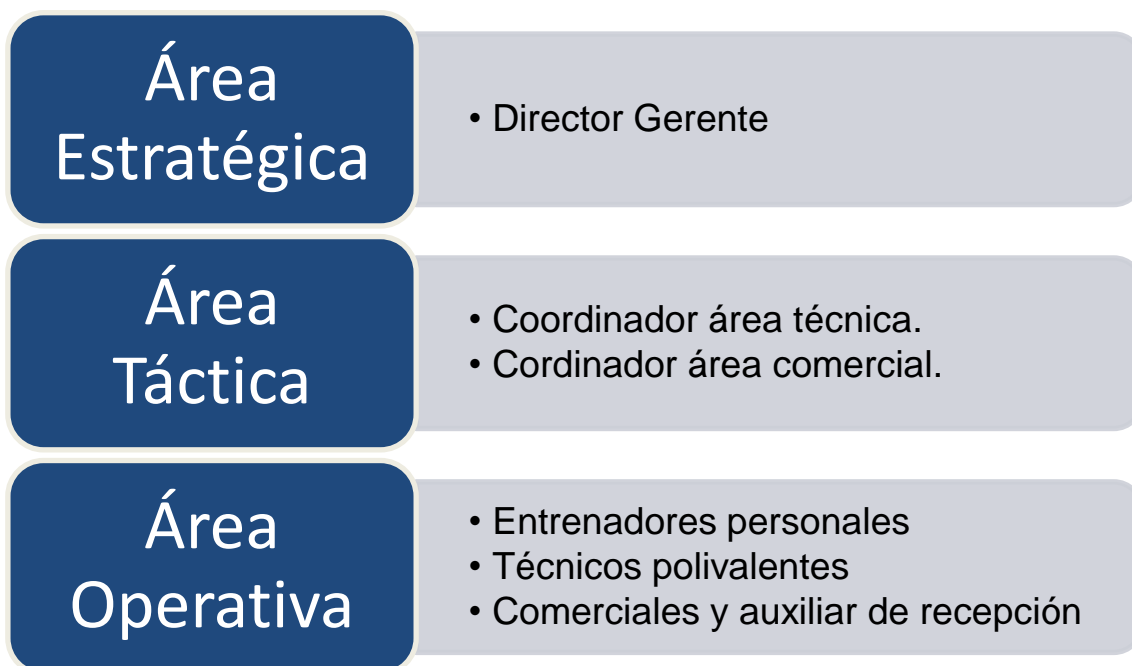 Área
Estratégica
• Director Gerente
Área
Táctica
• Coordinador área técnica.
• Cordinador área comercial.
Área
Operativa
• Entrenadores personales
• Técnicos polivalentes
• Comerciales y auxiliar de recepción